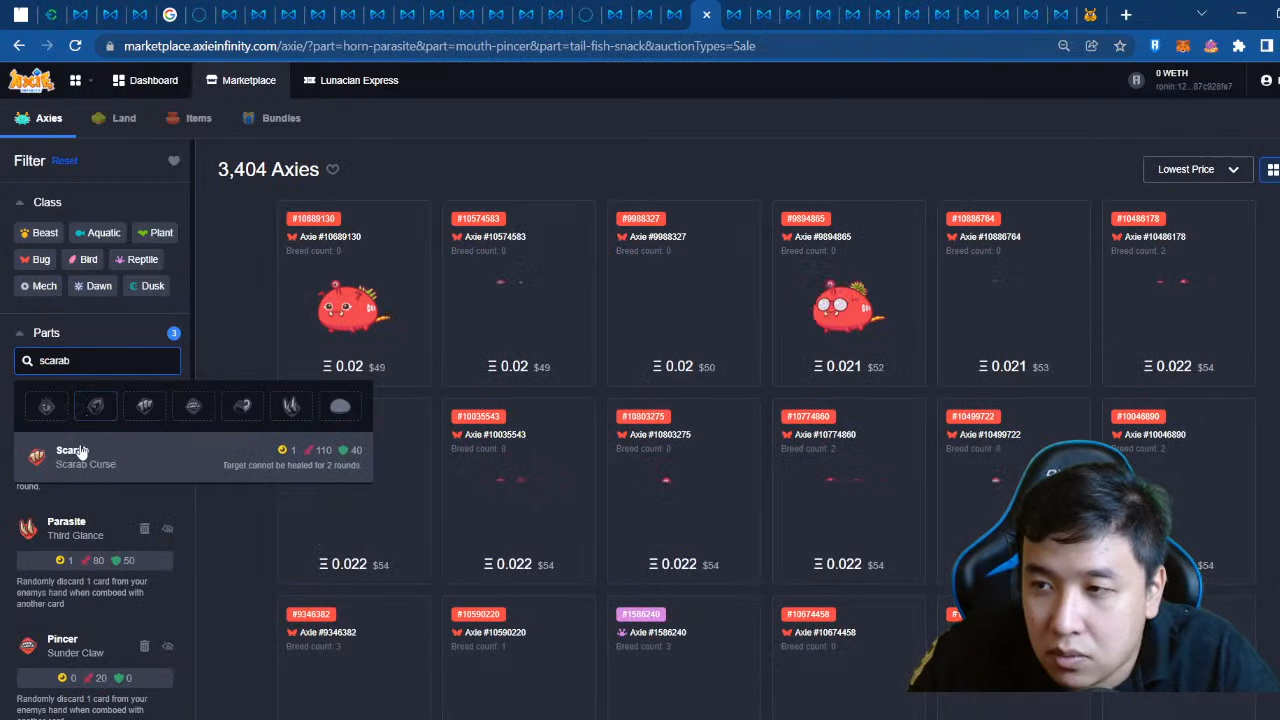 marketplace.axieinfinity.com/axie/?part=horn-parasite&part=mouth-pincer&part=tail-fish-snack&auctionTypes=Sale
Dashboard
Marketplace
Lunacian Express
0 WETH
ronin:12...87c928fe7
Axies
Land
Items
Bundles
Filter Reset
3,404 Axies
Lowest Price
Class
Beast Aquatic Plant
Bug Bird Reptile
Mech Dawn Dusk
Parts 3
scarab
Scarab 1 110 40
Scarab Curse Target cannot be healed for 2 rounds.
round.
Parasite
Third Glance
1 80 50
Randomly discard 1 card from your
enemys hand when comboed with
another card
Pincer
Sunder Claw
0 20 0
Randomly discard 1 card from your
enemys hand when comboed with
#10689130
Axie #10689130
Breed count: 0
Ξ 0.02 $49
#10574583
Axie #10574583
Breed count: 0
Ξ 0.02 $49
#9988327
Axie #9988327
Breed count: 0
Ξ 0.02 $50
#9894865
Axie #9894865
Breed count: 0
Ξ 0.021 $52
#10886764
Axie #10886764
Breed count: 0
Ξ 0.021 $53
#10486178
Axie #10486178
Breed count: 2
Ξ 0.022 $54
Ξ 0.022 $54
#10035543
Axie #10035543
Breed count: 0
Ξ 0.022 $54
#10803275
Axie #10803275
Breed count: 0
Ξ 0.022 $54
#10774860
Axie #10774860
Breed count: 2
Ξ 0.022 $54
#10499722
Axie #10499722
Breed count: 0
#10046890
Axie #10046890
Breed count: 2
#9346382
Axie #9346382
Breed count: 3
#10590220
Axie #10590220
Breed count: 1
#1586240
Axie #1586240
Breed count: 3
#10674458
Axie #10674458
Breed count: 0